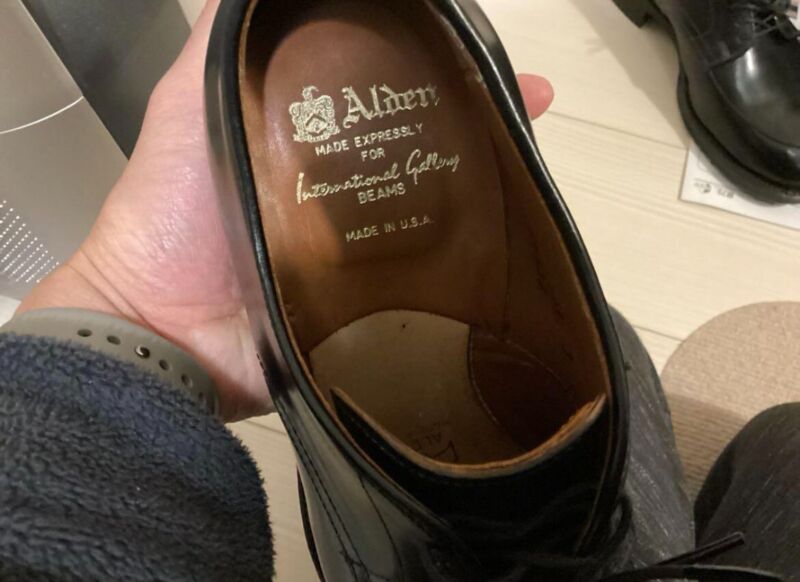 Alden
MADE EXPRESSLY
FOR
International Gallery
BEAMS
MADE IN U.S.A.